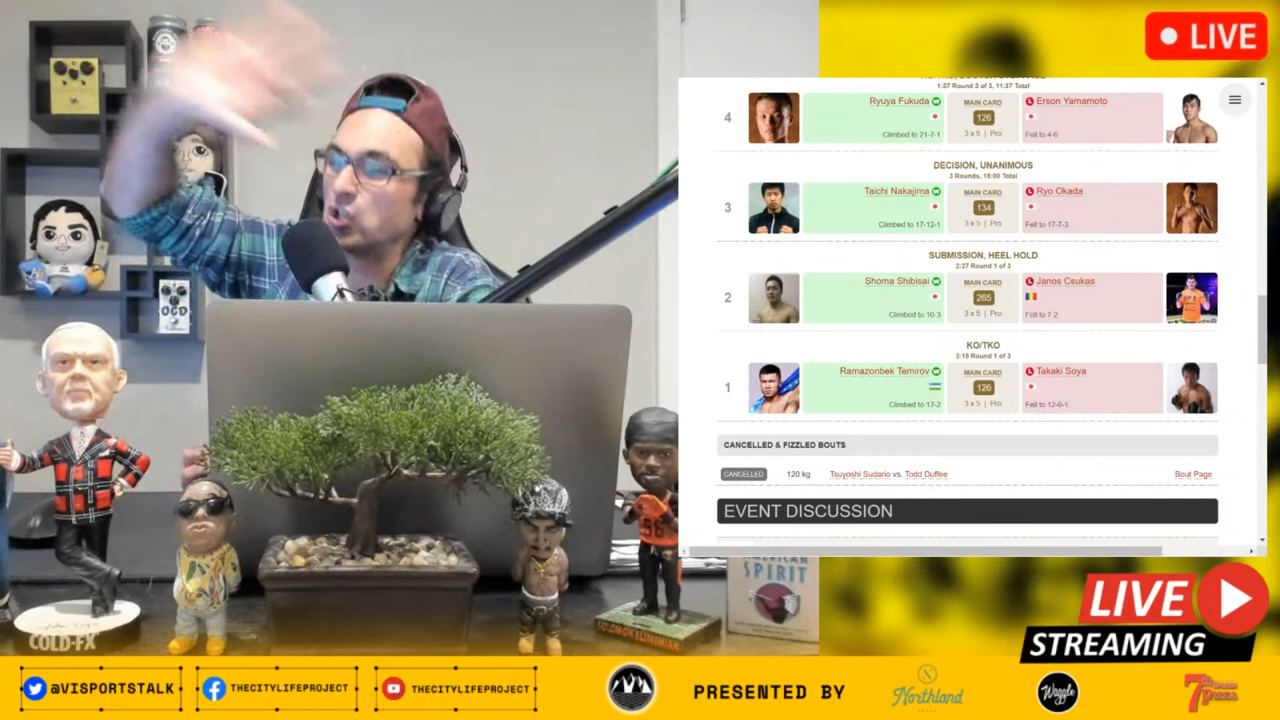 LIVE
1:37 Round 3 of 3, 11:37 Total
4
Ryuya Fukuda W
MAIN CARD
L Erson Yamamoto
126
Climbed to 21-7-1
3 x 5 | Pro
Fell to 4-6
DECISION, UNANIMOUS
3 Rounds, 15:00 Total
3
Taichi Nakajima W
MAIN CARD
L Ryo Okada
134
Climbed to 17-12-1
3 x 5 | Pro
Fell to 17-7-3
SUBMISSION, HEEL HOLD
2:27 Round 1 of 3
2
Shoma Shibisai W
MAIN CARD
L Janos Csukas
265
Climbed to 10-3
3 x 5 | Pro
Fell to 7-2
KO/TKO
3:18 Round 1 of 3
1
Ramazonbek Temirov W
MAIN CARD
L Takaki Soya
126
Climbed to 17-2
3 x 5 | Pro
Fell to 12-6-1
CANCELLED & FIZZLED BOUTS
CANCELLED 120 kg Tsuyoshi Sudario vs. Todd Duffee Bout Page
EVENT DISCUSSION
OCD
SPIRIT
COLD-FX
SOLOMON ELIMIMIAN
LIVE
STREAMING
@VISPORTSTALK
THECITYLIFEPROJECT
THECITYLIFEPROJECT
PRESENTED BY
Northland
Waggle
7
Pizza